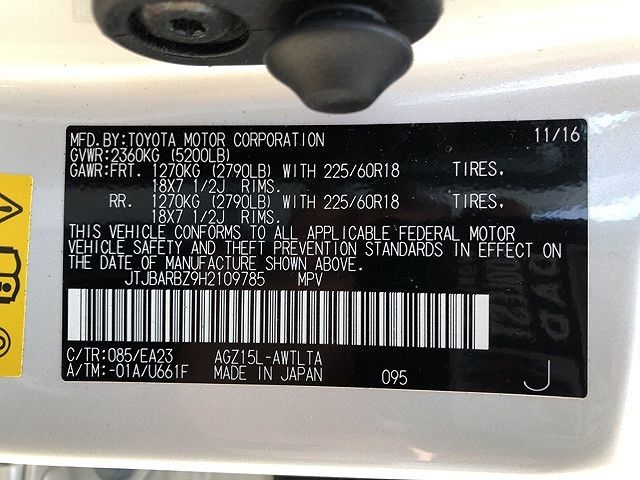 MFD.BY:TOYOTA MOTOR CORPORATION 11/16
GVWR:2360KG (5200LB)
GAWR:FRT. 1270KG (2790LB) WITH 225/60R18 TIRES,
18X7 1/2J RIMS.
RR. 1270KG (2790LB) WITH 225/60R18 TIRES,
18X7 1/2J RIMS.
THIS VEHICLE CONFORMS TO ALL APPLICABLE FEDERAL MOTOR
VEHICLE SAFETY AND THEFT PREVENTION STANDARDS IN EFFECT ON
THE DATE OF MANUFACTURE SHOWN ABOVE.
JTJBARBZ9H2109785 MPV
C/TR:085/EA23 AGZ15L-AWTLTA
A/TM:-01A/U661F MADE IN JAPAN 095 J